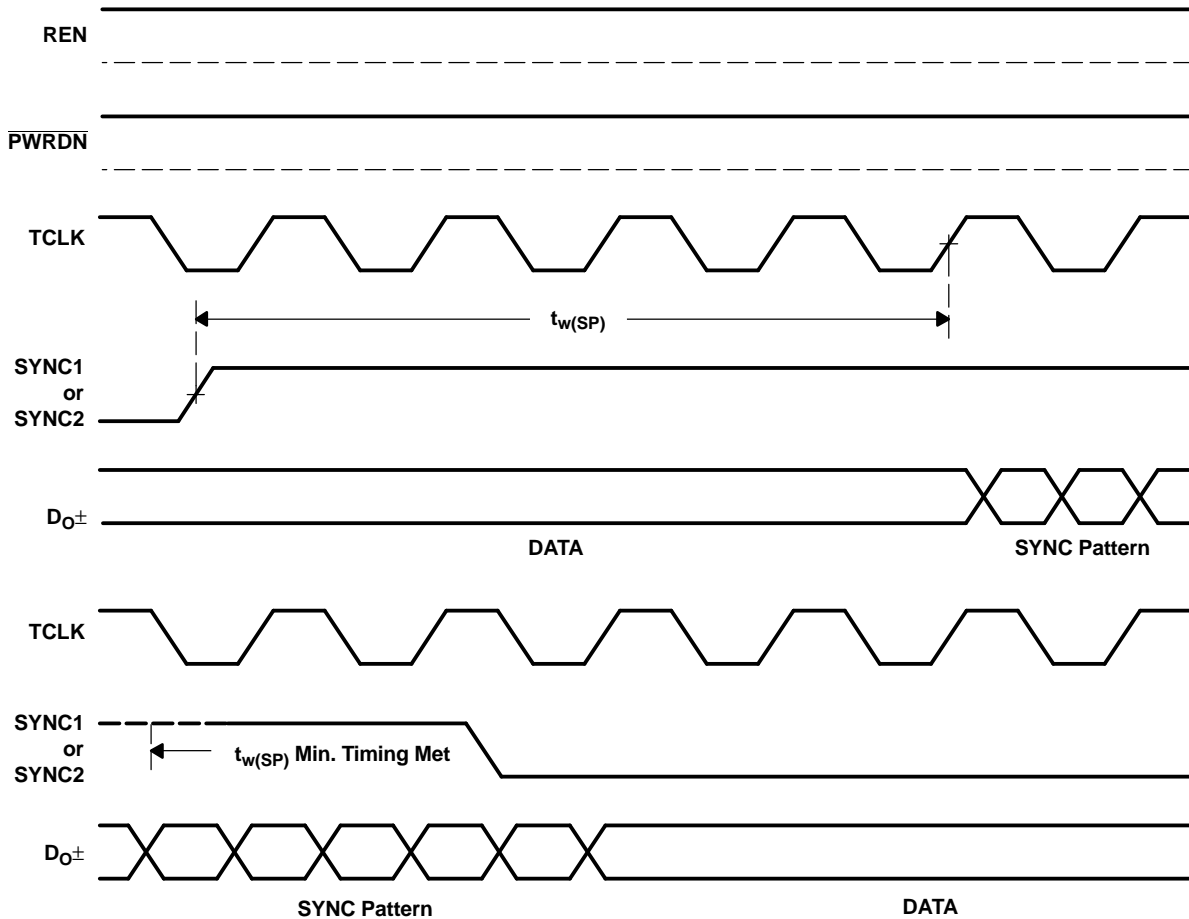 REN
PWRDN
TCLK
tw(SP)
SYNC1
or
SYNC2
DO±
DATA
SYNC Pattern
TCLK
SYNC1
or
SYNC2
tw(SP) Min. Timing Met
DO±
SYNC Pattern
DATA